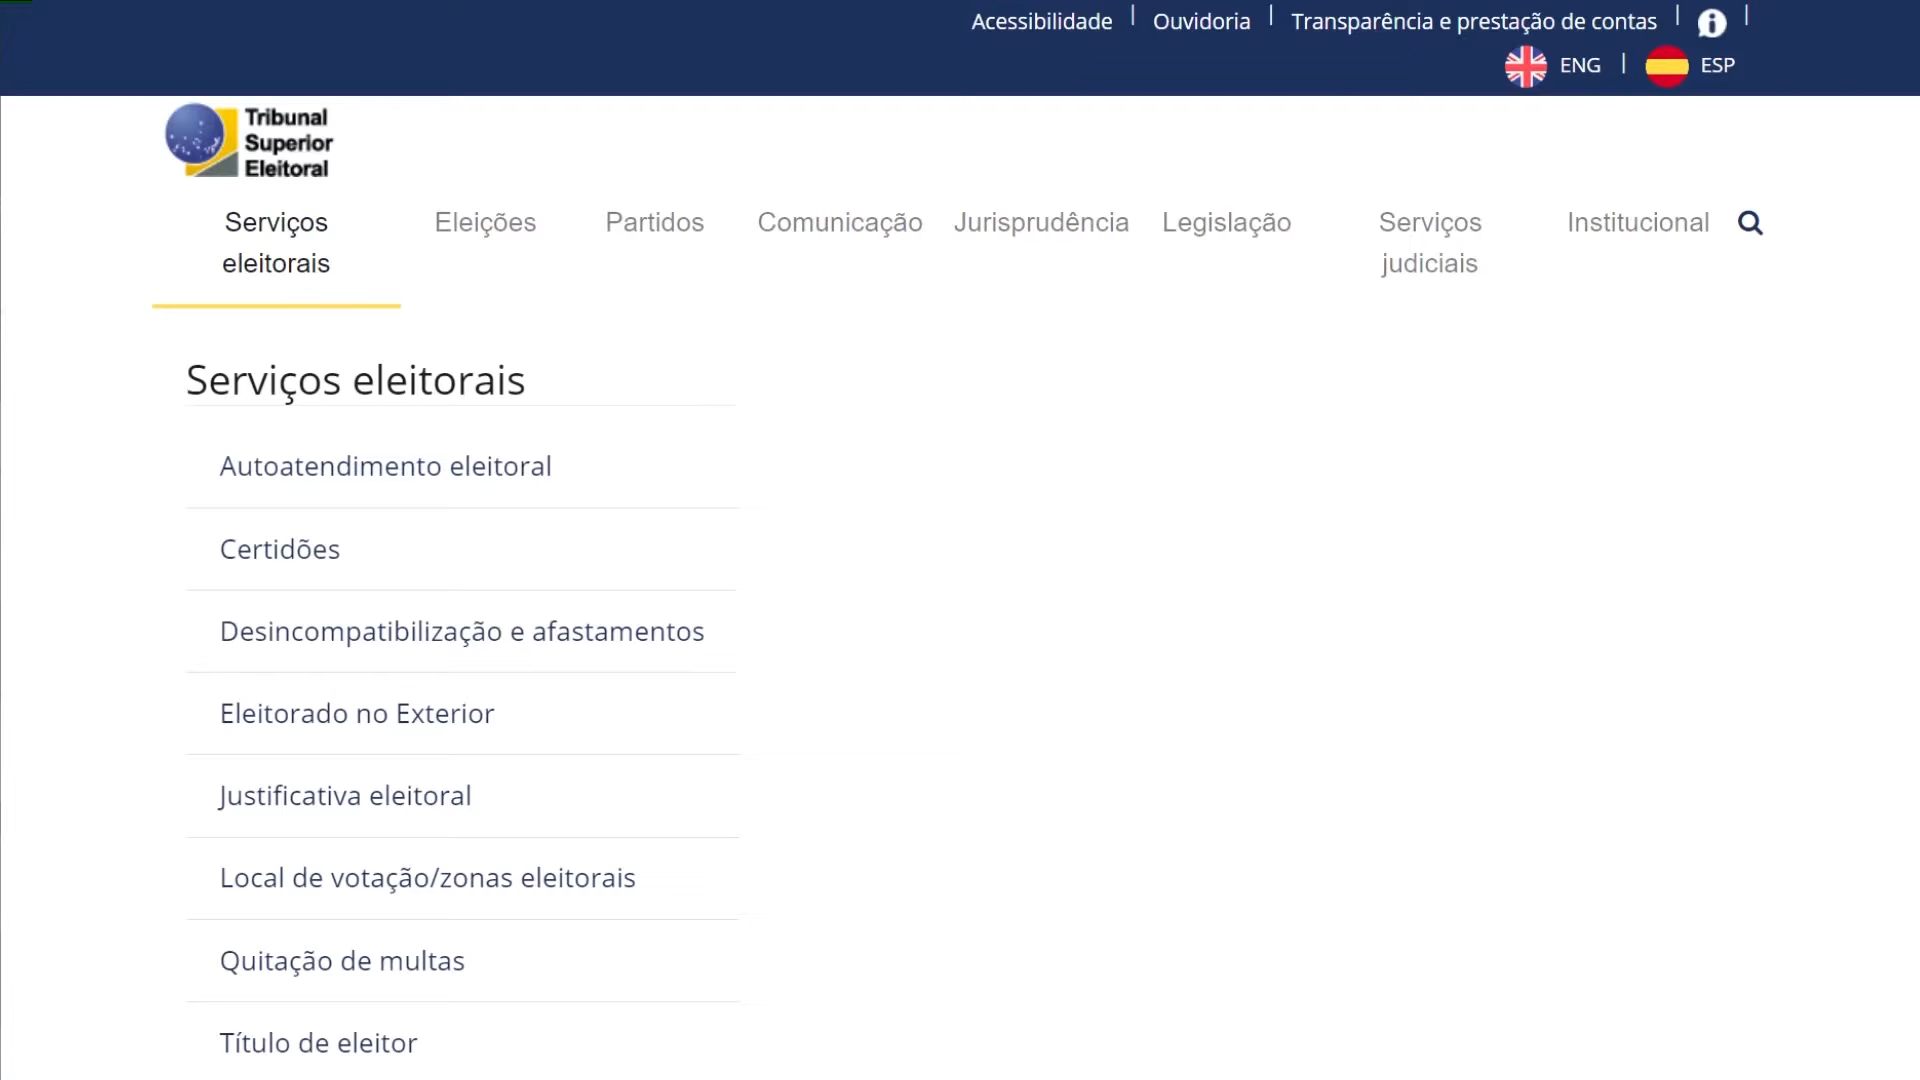 Acessibilidade | Ouvidoria | Transparência e prestação de contas | i |
ENG | ESP
Tribunal
Superior
Eleitoral
Serviços eleitorais
Eleições
Partidos
Comunicação
Jurisprudência
Legislação
Serviços judiciais
Institucional
Serviços eleitorais
Autoatendimento eleitoral
Certidões
Desincompatibilização e afastamentos
Eleitorado no Exterior
Justificativa eleitoral
Local de votação/zonas eleitorais
Quitação de multas
Título de eleitor